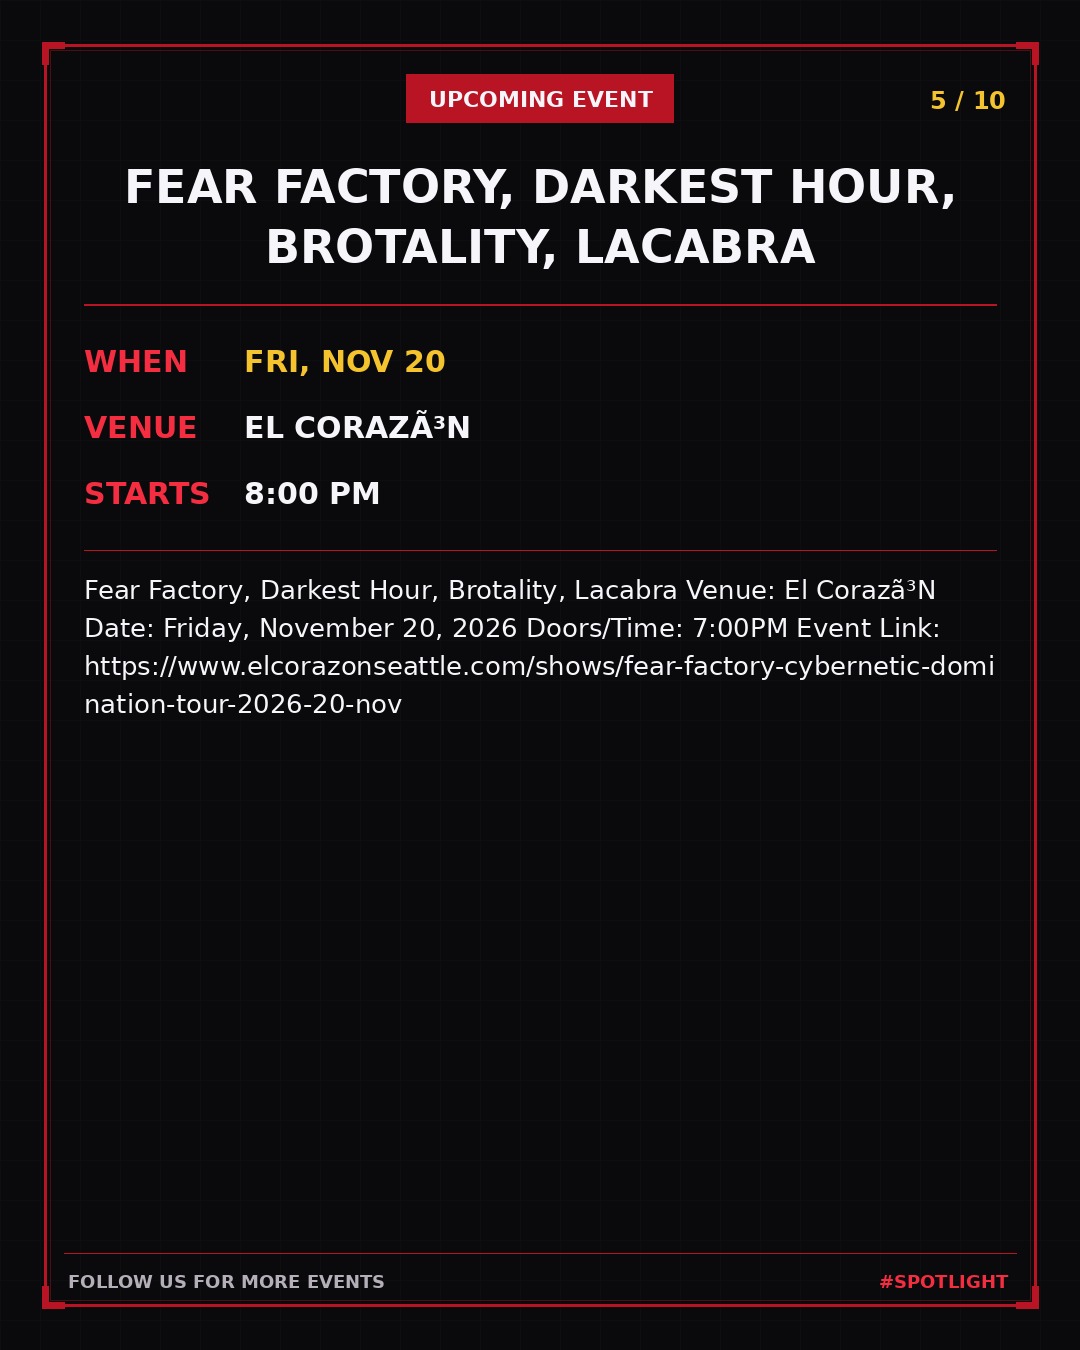 UPCOMING EVENT
5 / 10
FEAR FACTORY, DARKEST HOUR,
BROTALITY, LACABRA
WHEN FRI, NOV 20
VENUE EL CORAZÃ³N
STARTS 8:00 PM
Fear Factory, Darkest Hour, Brotality, Lacabra Venue: El Corazã³N
Date: Friday, November 20, 2026 Doors/Time: 7:00PM Event Link:
https://www.elcorazonseattle.com/shows/fear-factory-cybernetic-domi
nation-tour-2026-20-nov
FOLLOW US FOR MORE EVENTS
#SPOTLIGHT